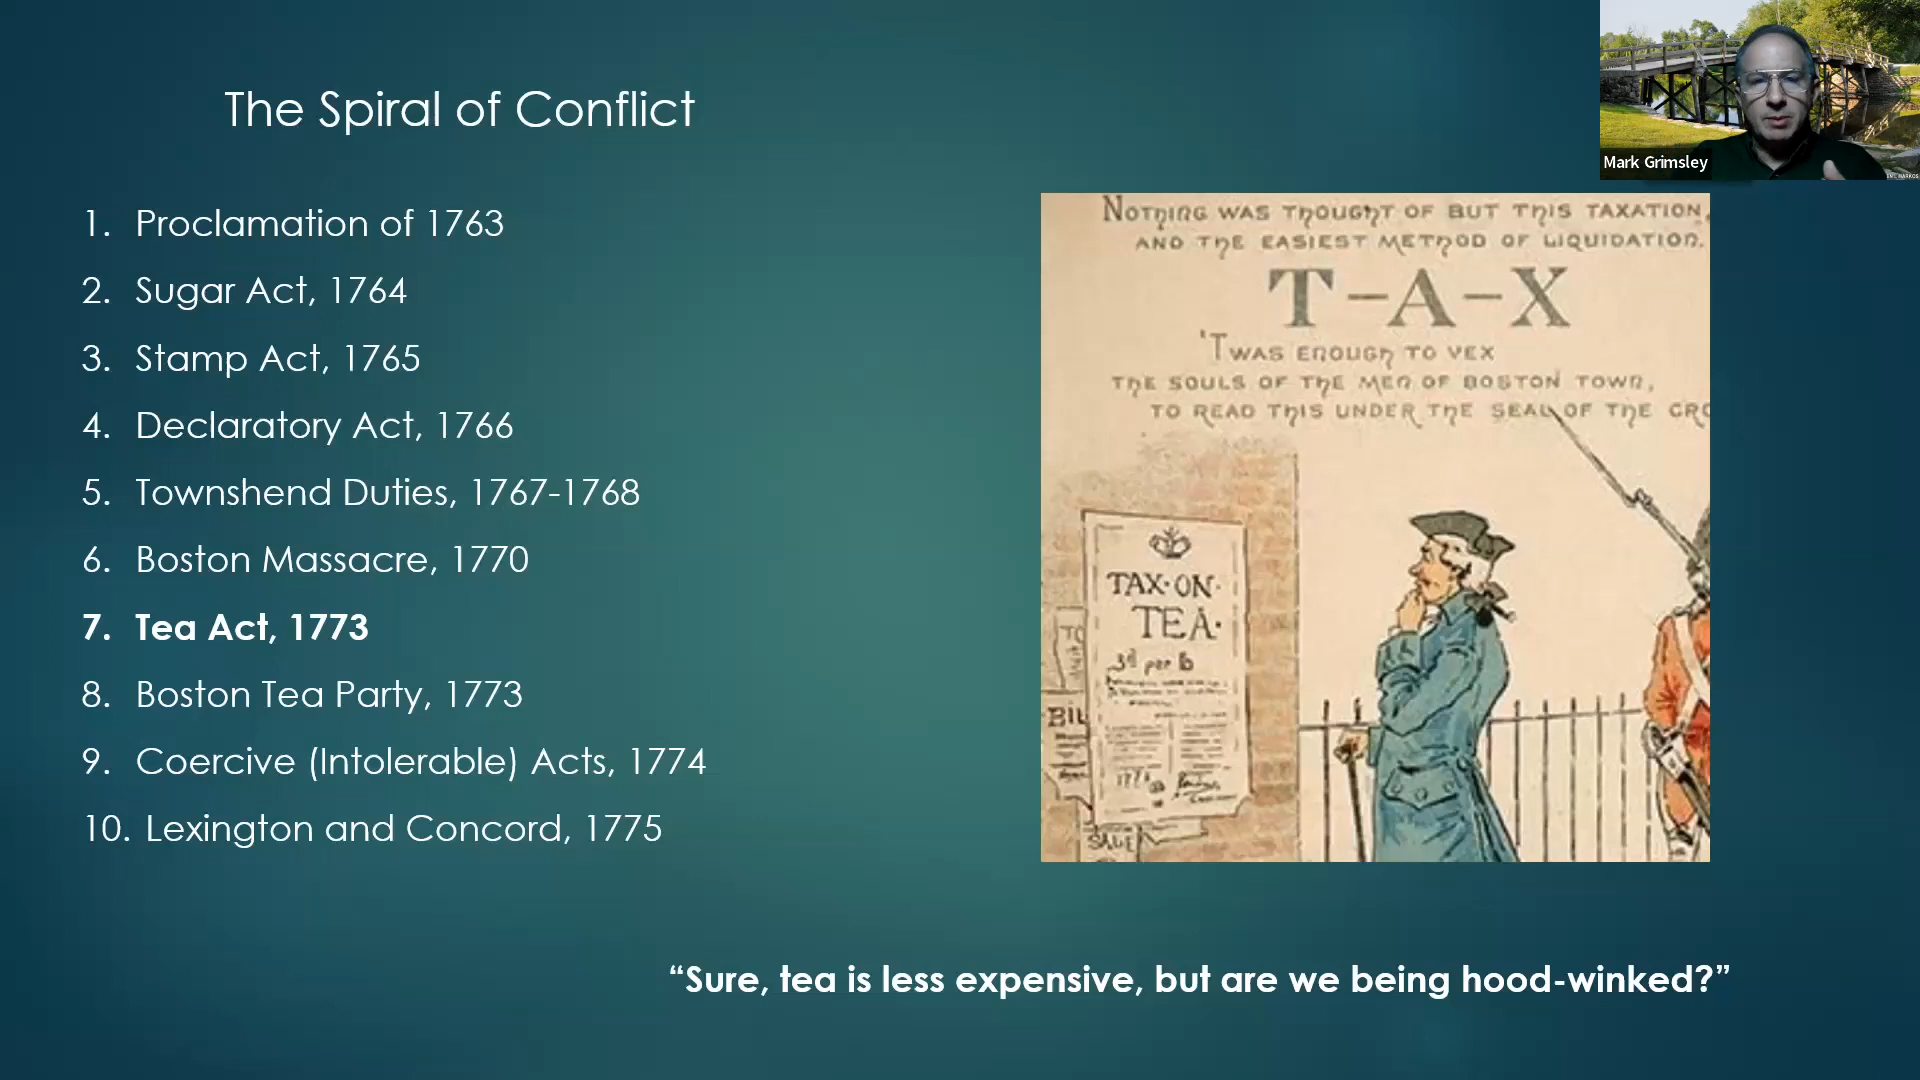 The Spiral of Conflict
1. Proclamation of 1763
2. Sugar Act, 1764
3. Stamp Act, 1765
4. Declaratory Act, 1766
5. Townshend Duties, 1767-1768
6. Boston Massacre, 1770
7. Tea Act, 1773
8. Boston Tea Party, 1773
9. Coercive (Intolerable) Acts, 1774
10. Lexington and Concord, 1775
Mark Grimsley
NOTHING WAS THOUGHT OF BUT THIS TAXATION,
AND THE EASIEST METHOD OF LIQUIDATION.
T-A-X
'TWAS ENOUGH TO VEX
THE SOULS OF THE MEN OF BOSTON TOWN,
TO READ THIS UNDER THE SEAL OF THE CRO
TAX·ON·
TEA·
3d per lb
BIL
“Sure, tea is less expensive, but are we being hood-winked?”